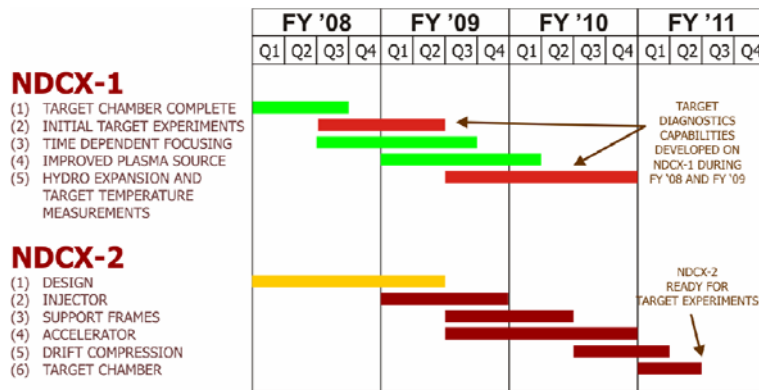 FY '08 FY '09 FY '10 FY '11
Q1 Q2 Q3 Q4 Q1 Q2 Q3 Q4 Q1 Q2 Q3 Q4 Q1 Q2 Q3 Q4
NDCX-1
(1) TARGET CHAMBER COMPLETE
(2) INITIAL TARGET EXPERIMENTS
(3) TIME DEPENDENT FOCUSING
(4) IMPROVED PLASMA SOURCE
(5) HYDRO EXPANSION AND
TARGET TEMPERATURE
MEASUREMENTS
TARGET
DIAGNOSTICS
CAPABILITIES
DEVELOPED ON
NDCX-1 DURING
FY '08 AND FY '09
NDCX-2
(1) DESIGN
(2) INJECTOR
(3) SUPPORT FRAMES
(4) ACCELERATOR
(5) DRIFT COMPRESSION
(6) TARGET CHAMBER
NDCX-2
READY FOR
TARGET EXPERIMENTS